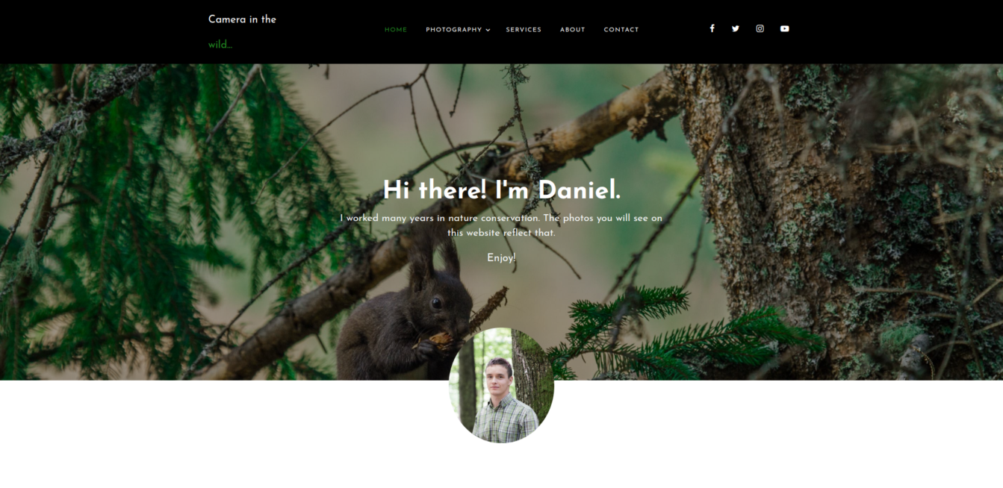 Camera in the
wild...
HOME PHOTOGRAPHY SERVICES ABOUT CONTACT
Hi there! I'm Daniel.
I worked many years in nature conservation. The photos you will see on
this website reflect that.
Enjoy!